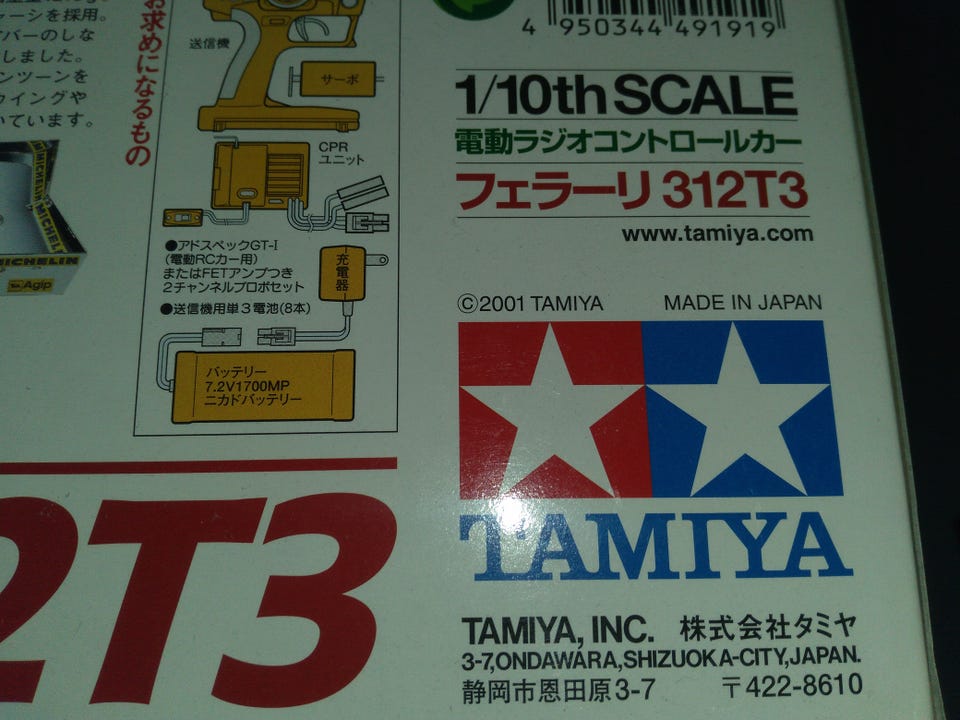 ャーシを採用。
バーのしな
しました。
ンツーンを
ウイングや
いています。
お求めになるもの
送信機
サーボ
CPR
ユニット
●アドスペックGT-I
(電動RCカー用)
またはFETアンプつき
2チャンネルプロポセット
●送信機用単3電池(8本)
充電器
バッテリー
7.2V1700MP
ニカドバッテリー
MICHELIN
MICHELIN
Agip
2T3
4 950344 491919
1/10th SCALE
電動ラジオコントロールカー
フェラーリ 312T3
www.tamiya.com
©2001 TAMIYA MADE IN JAPAN
TAMIYA
TAMIYA, INC. 株式会社タミヤ
3-7,ONDAWARA,SHIZUOKA-CITY,JAPAN.
静岡市恩田原3-7 〒422-8610